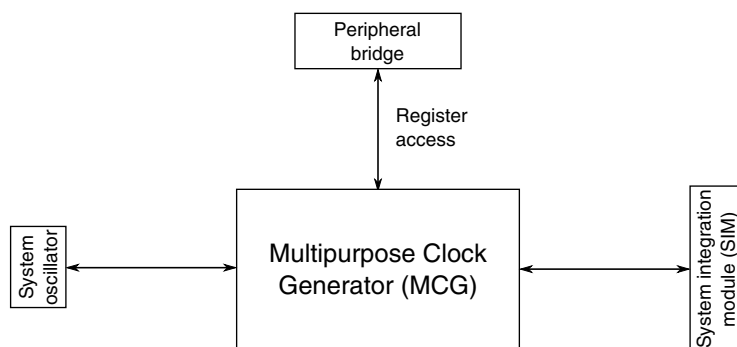 Peripheral
bridge
Register
access
System
oscillator
Multipurpose Clock
Generator (MCG)
System integration
module (SIM)